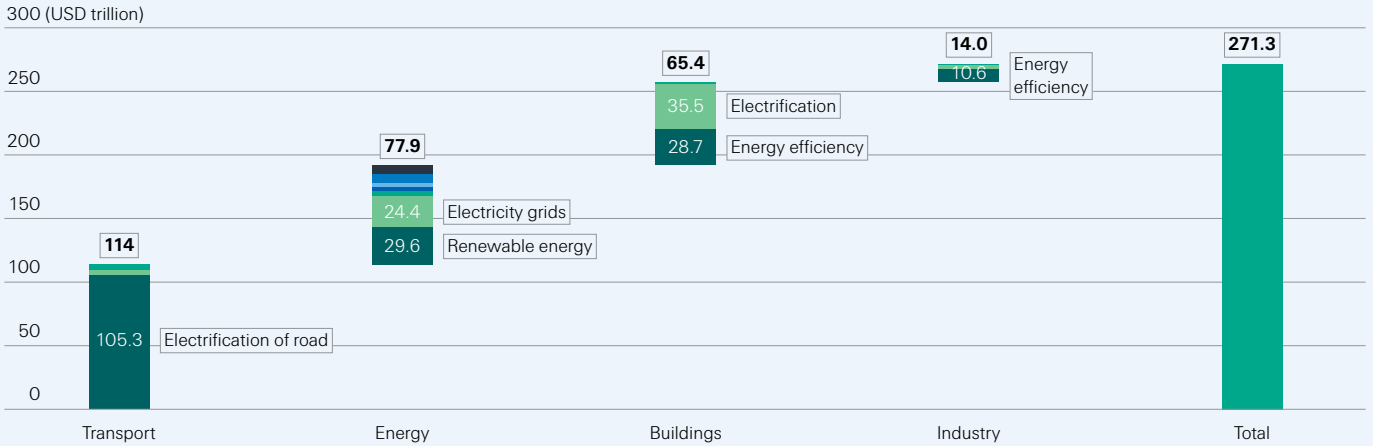 300 (USD trillion)
250
200
150
100
50
0
114
105.3
Electrification of road
77.9
24.4
Electricity grids
29.6
Renewable energy
65.4
35.5
Electrification
28.7
Energy efficiency
14.0
10.6
Energy
efficiency
271.3
Transport
Energy
Buildings
Industry
Total